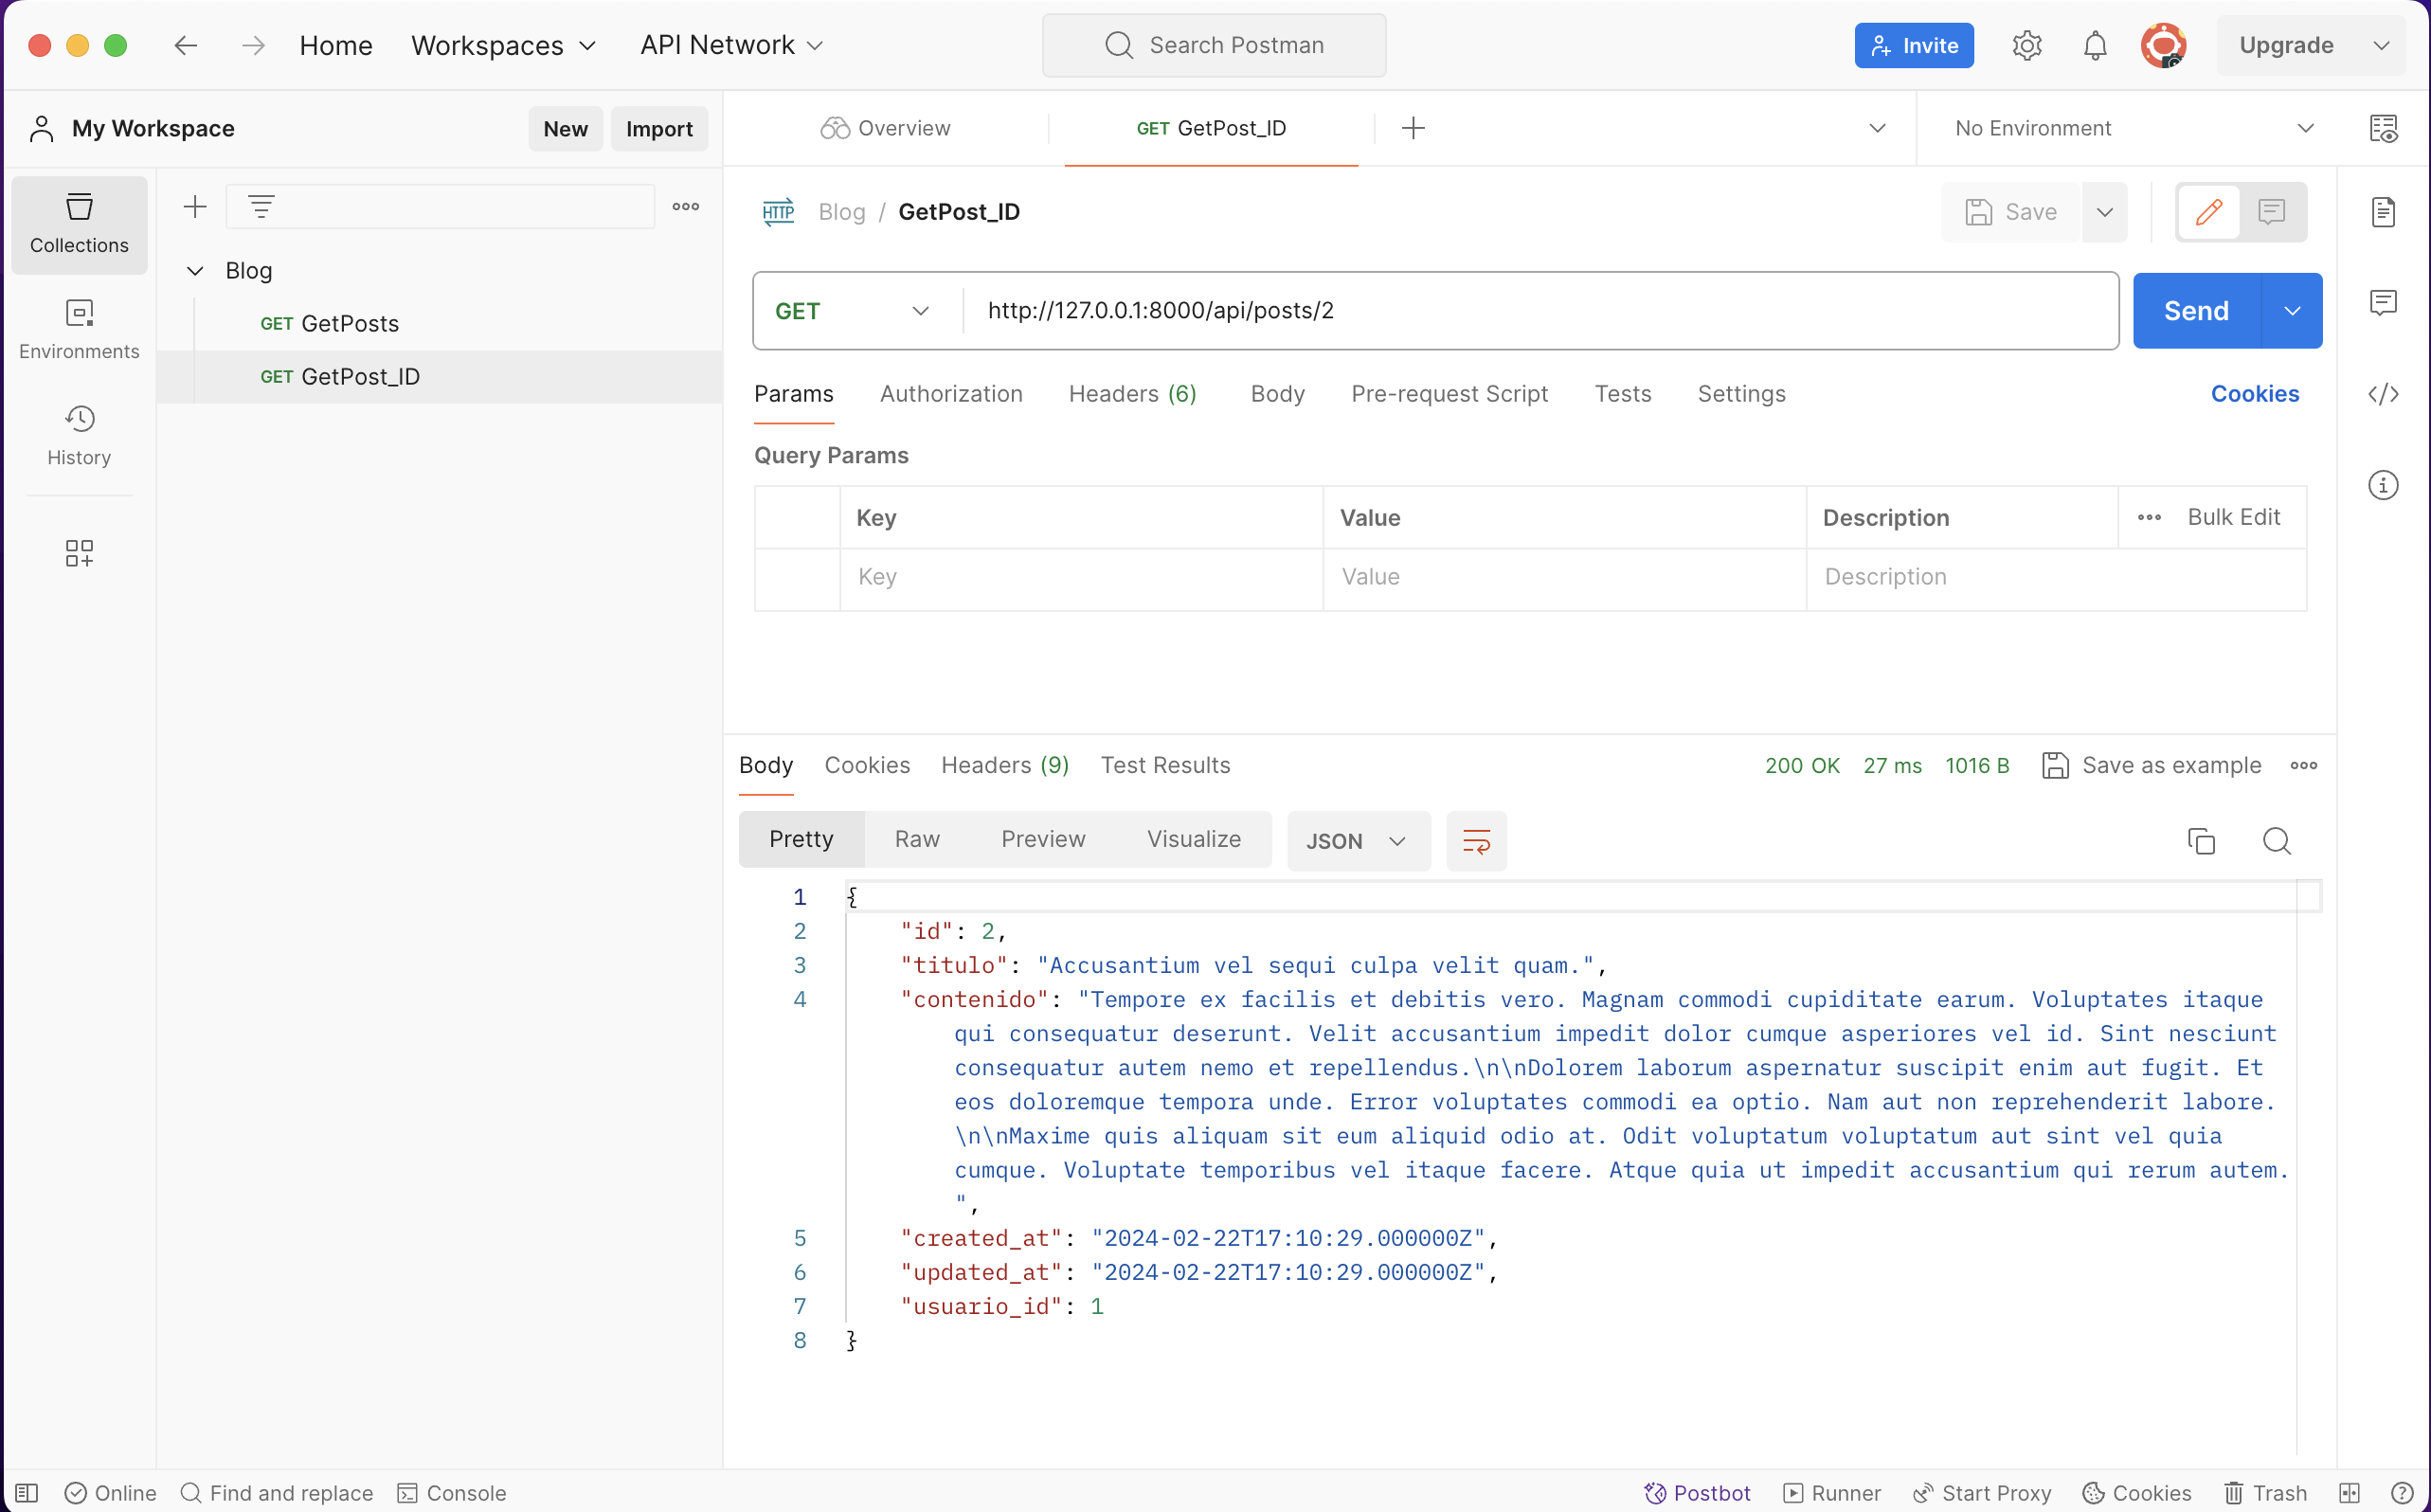 Home Workspaces API Network Search Postman Invite Upgrade
My Workspace New Import Overview GET GetPost_ID No Environment
Collections
Environments
History
Blog
GET GetPosts
GET GetPost_ID
HTTP Blog / GetPost_ID Save
GET http://127.0.0.1:8000/api/posts/2 Send
Params Authorization Headers (6) Body Pre-request Script Tests Settings Cookies
Query Params
Key Value Description Bulk Edit
Key Value Description
Body Cookies Headers (9) Test Results 200 OK 27 ms 1016 B Save as example
Pretty Raw Preview Visualize JSON
1 {
2 "id": 2,
3 "titulo": "Accusantium vel sequi culpa velit quam.",
4 "contenido": "Tempore ex facilis et debitis vero. Magnam commodi cupiditate earum. Voluptates itaque
qui consequatur deserunt. Velit accusantium impedit dolor cumque asperiores vel id. Sint nesciunt
consequatur autem nemo et repellendus.\n\nDolorem laborum aspernatur suscipit enim aut fugit. Et
eos doloremque tempora unde. Error voluptates commodi ea optio. Nam aut non reprehenderit labore.
\n\nMaxime quis aliquam sit eum aliquid odio at. Odit voluptatum voluptatum aut sint vel quia
cumque. Voluptate temporibus vel itaque facere. Atque quia ut impedit accusantium qui rerum autem.
",
5 "created_at": "2024-02-22T17:10:29.000000Z",
6 "updated_at": "2024-02-22T17:10:29.000000Z",
7 "usuario_id": 1
8 }
Online Find and replace Console Postbot Runner Start Proxy Cookies Trash